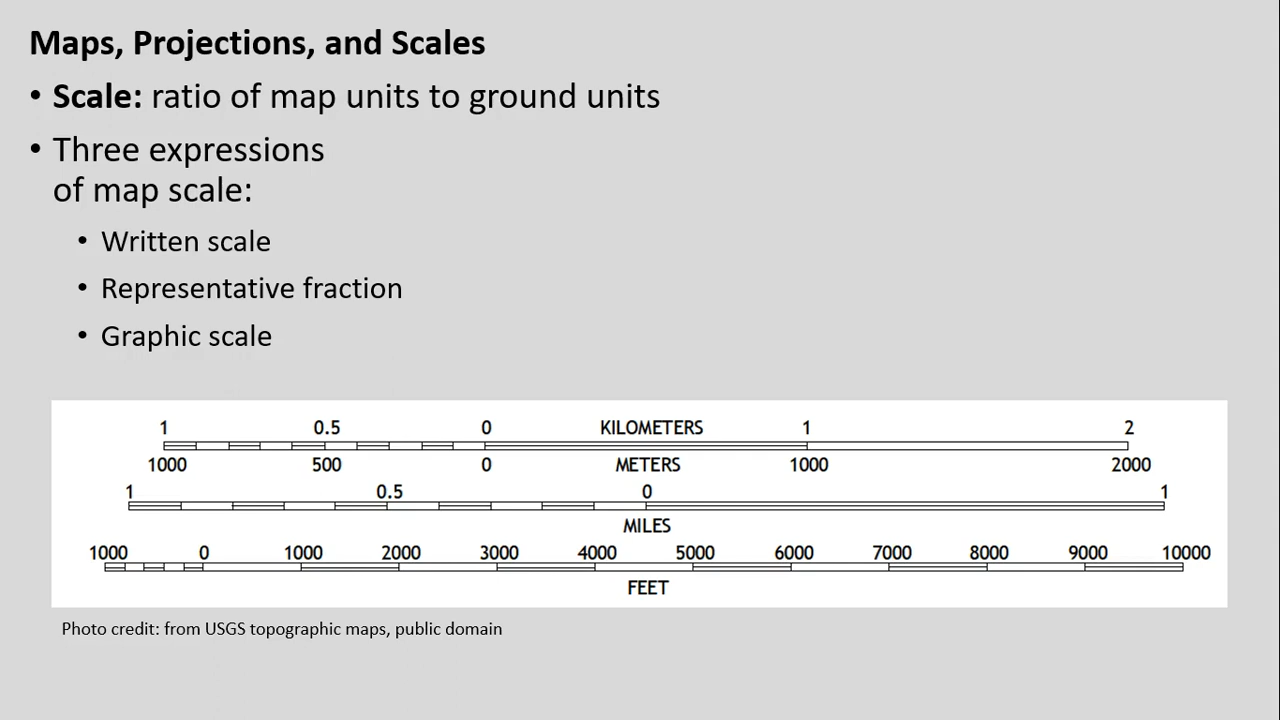 Maps, Projections, and Scales
• Scale: ratio of map units to ground units
• Three expressions
of map scale:
• Written scale
• Representative fraction
• Graphic scale
1 0.5 0 KILOMETERS 1 2
1000 500 0 METERS 1000 2000
1 0.5 0 1
MILES
1000 0 1000 2000 3000 4000 5000 6000 7000 8000 9000 10000
FEET
Photo credit: from USGS topographic maps, public domain